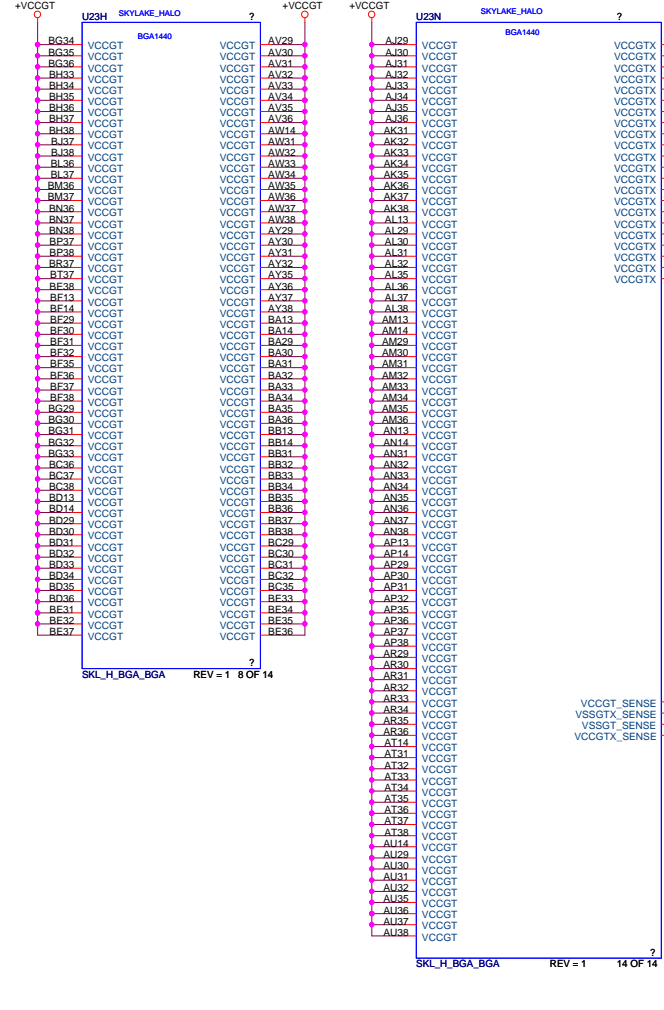 +VCCGT +VCCGT
U23H SKYLAKE_HALO ?
BGA1440
BG34 VCCGT VCCGT AV29
BG35 VCCGT VCCGT AV30
BG36 VCCGT VCCGT AV31
BH33 VCCGT VCCGT AV32
BH34 VCCGT VCCGT AV33
BH35 VCCGT VCCGT AV34
BH36 VCCGT VCCGT AV35
BH37 VCCGT VCCGT AV36
BH38 VCCGT VCCGT AW14
BJ37 VCCGT VCCGT AW31
BJ38 VCCGT VCCGT AW32
BL36 VCCGT VCCGT AW33
BL37 VCCGT VCCGT AW34
BM36 VCCGT VCCGT AW35
BM37 VCCGT VCCGT AW36
BN36 VCCGT VCCGT AW37
BN37 VCCGT VCCGT AW38
BN38 VCCGT VCCGT AY29
BP37 VCCGT VCCGT AY30
BP38 VCCGT VCCGT AY31
BR37 VCCGT VCCGT AY32
BT37 VCCGT VCCGT AY35
BE38 VCCGT VCCGT AY36
BF13 VCCGT VCCGT AY37
BF14 VCCGT VCCGT AY38
BF29 VCCGT VCCGT BA13
BF30 VCCGT VCCGT BA14
BF31 VCCGT VCCGT BA29
BF32 VCCGT VCCGT BA30
BF35 VCCGT VCCGT BA31
BF36 VCCGT VCCGT BA32
BF37 VCCGT VCCGT BA33
BF38 VCCGT VCCGT BA34
BG29 VCCGT VCCGT BA35
BG30 VCCGT VCCGT BA36
BG31 VCCGT VCCGT BB13
BG32 VCCGT VCCGT BB14
BG33 VCCGT VCCGT BB31
BC36 VCCGT VCCGT BB32
BC37 VCCGT VCCGT BB33
BC38 VCCGT VCCGT BB34
BD13 VCCGT VCCGT BB35
BD14 VCCGT VCCGT BB36
BD29 VCCGT VCCGT BB37
BD30 VCCGT VCCGT BB38
BD31 VCCGT VCCGT BC29
BD32 VCCGT VCCGT BC30
BD33 VCCGT VCCGT BC31
BD34 VCCGT VCCGT BC32
BD35 VCCGT VCCGT BC35
BD36 VCCGT VCCGT BE33
BE31 VCCGT VCCGT BE34
BE32 VCCGT VCCGT BE35
BE37 VCCGT VCCGT BE36
?
SKL_H_BGA_BGA REV = 1 8 OF 14
+VCCGT
U23N SKYLAKE_HALO ?
BGA1440
AJ29 VCCGT VCCGTX
AJ30 VCCGT VCCGTX
AJ31 VCCGT VCCGTX
AJ32 VCCGT VCCGTX
AJ33 VCCGT VCCGTX
AJ34 VCCGT VCCGTX
AJ35 VCCGT VCCGTX
AJ36 VCCGT VCCGTX
AK31 VCCGT VCCGTX
AK32 VCCGT VCCGTX
AK33 VCCGT VCCGTX
AK34 VCCGT VCCGTX
AK35 VCCGT VCCGTX
AK36 VCCGT VCCGTX
AK37 VCCGT VCCGTX
AK38 VCCGT VCCGTX
AL13 VCCGT VCCGTX
AL29 VCCGT VCCGTX
AL30 VCCGT VCCGTX
AL31 VCCGT VCCGTX
AL32 VCCGT VCCGTX
AL35 VCCGT VCCGTX
AL36 VCCGT
AL37 VCCGT
AL38 VCCGT
AM13 VCCGT
AM14 VCCGT
AM29 VCCGT
AM30 VCCGT
AM31 VCCGT
AM32 VCCGT
AM33 VCCGT
AM34 VCCGT
AM35 VCCGT
AM36 VCCGT
AN13 VCCGT
AN14 VCCGT
AN31 VCCGT
AN32 VCCGT
AN33 VCCGT
AN34 VCCGT
AN35 VCCGT
AN36 VCCGT
AN37 VCCGT
AN38 VCCGT
AP13 VCCGT
AP14 VCCGT
AP29 VCCGT
AP30 VCCGT
AP31 VCCGT
AP32 VCCGT
AP35 VCCGT
AP36 VCCGT
AP37 VCCGT
AP38 VCCGT
AR29 VCCGT
AR30 VCCGT
AR31 VCCGT
AR32 VCCGT
AR33 VCCGT VCCGT_SENSE
AR34 VCCGT VSSGTX_SENSE
AR35 VCCGT VSSGT_SENSE
AR36 VCCGT VCCGTX_SENSE
AT14 VCCGT
AT31 VCCGT
AT32 VCCGT
AT33 VCCGT
AT34 VCCGT
AT35 VCCGT
AT36 VCCGT
AT37 VCCGT
AT38 VCCGT
AU14 VCCGT
AU29 VCCGT
AU30 VCCGT
AU31 VCCGT
AU32 VCCGT
AU35 VCCGT
AU36 VCCGT
AU37 VCCGT
AU38 VCCGT
?
SKL_H_BGA_BGA REV = 1 14 OF 14